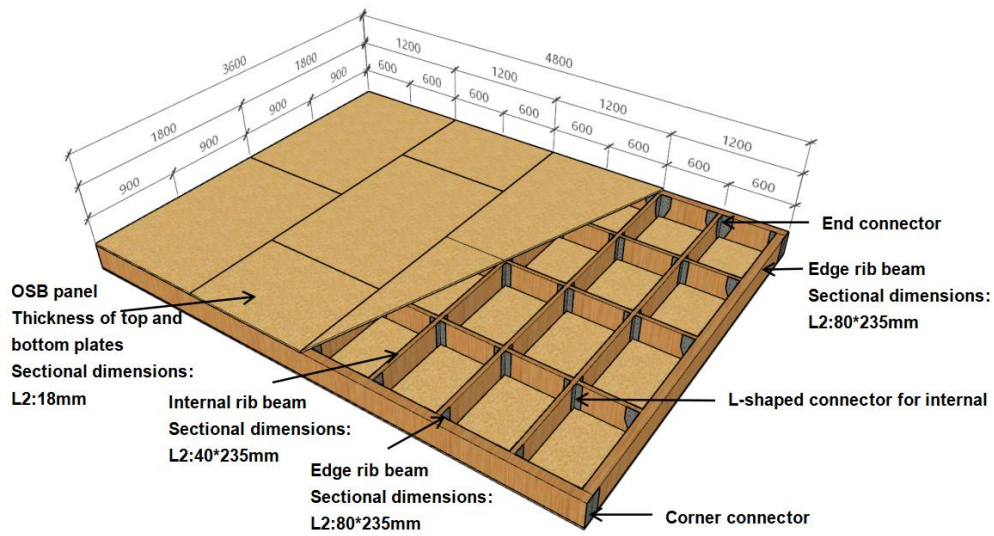 3600
4800
1800
1800
1200
1200
1200
1200
900
900
900
900
600
600
600
600
600
600
600
600
End connector
Edge rib beam
Sectional dimensions:
L2:80*235mm
OSB panel
Thickness of top and
bottom plates
Sectional dimensions:
L2:18mm
Internal rib beam
Sectional dimensions:
L2:40*235mm
L-shaped connector for internal
Edge rib beam
Sectional dimensions:
L2:80*235mm
Corner connector